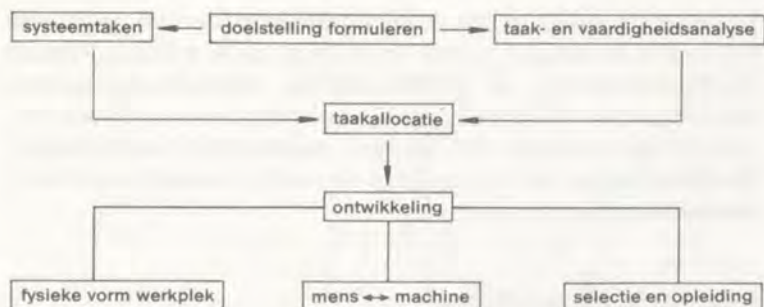 systeemtaken
doelstelling formuleren
taak- en vaardigheidsanalyse
taakallocatie
ontwikkeling
fysieke vorm werkplek
mens ↔ machine
selectie en opleiding